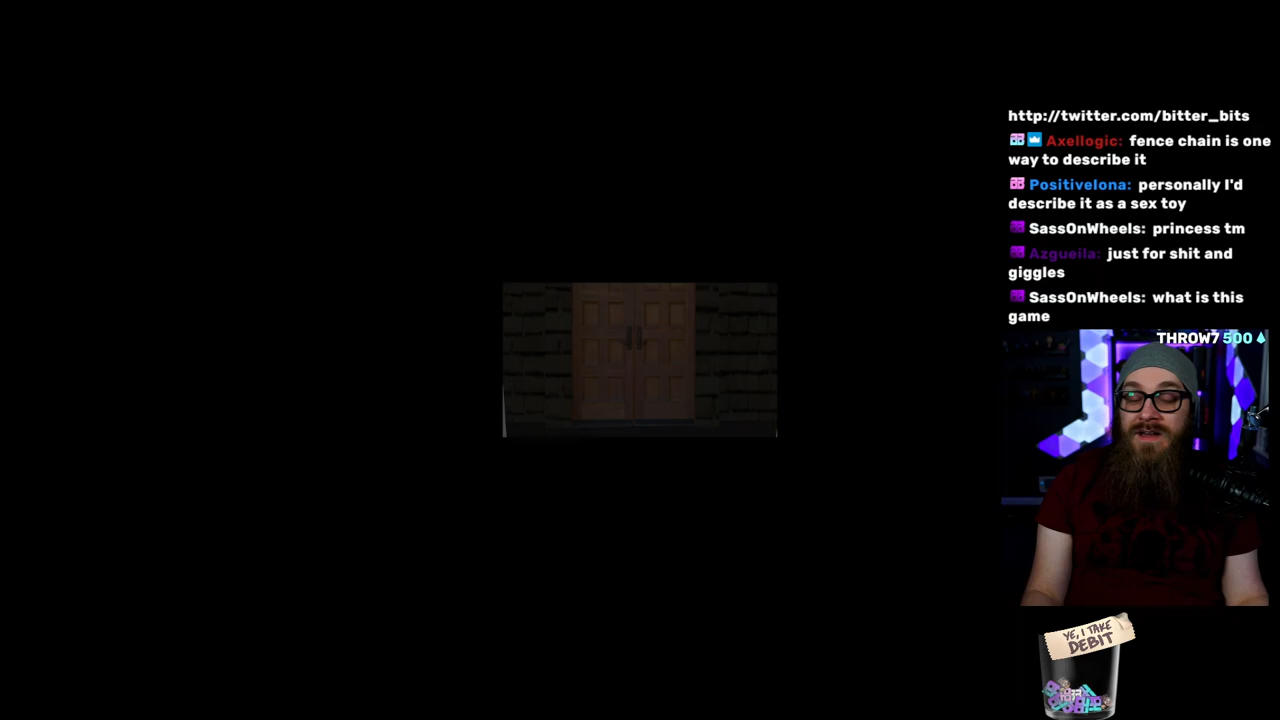 http://twitter.com/bitter_bits
Axellogic: fence chain is one
way to describe it
Positivelona: personally I'd
describe it as a sex toy
SassOnWheels: princess tm
Azgueila: just for shit and
giggles
SassOnWheels: what is this
game
THROW7 500
YE, I TAKE
DEBIT